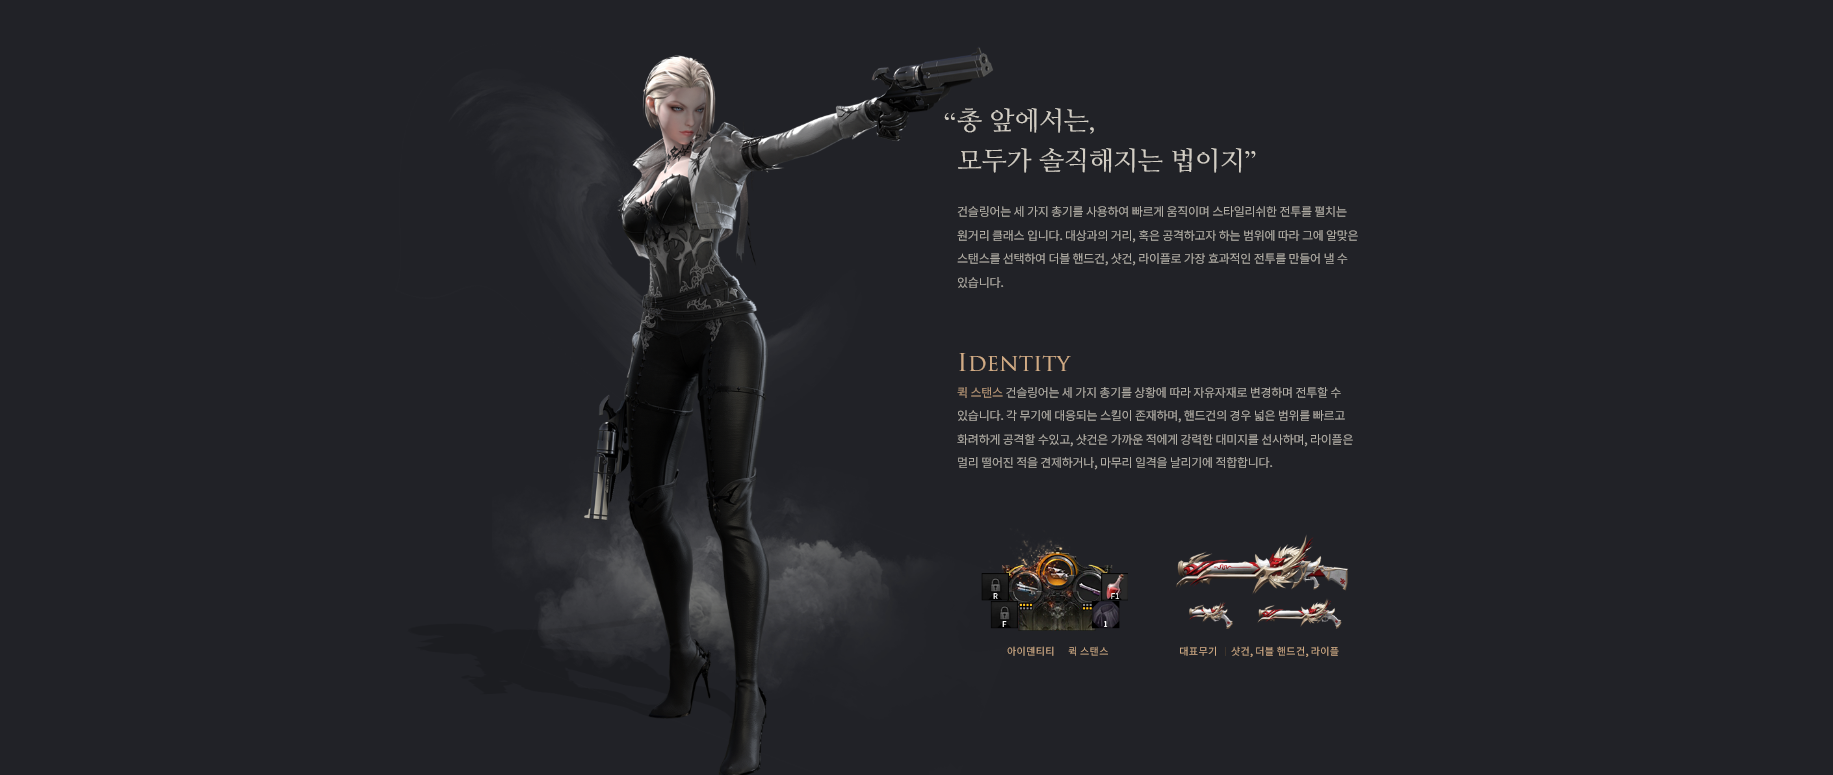 “총 앞에서는,
모두가 솔직해지는 법이지”
건슬링어는 세 가지 총기를 사용하여 빠르게 움직이며 스타일리쉬한 전투를 펼치는
원거리 클래스 입니다. 대상과의 거리, 혹은 공격하고자 하는 범위에 따라 그에 알맞은
스탠스를 선택하여 더블 핸드건, 샷건, 라이플로 가장 효과적인 전투를 만들어 낼 수
있습니다.
IDENTITY
퀵 스탠스 건슬링어는 세 가지 총기를 상황에 따라 자유자재로 변경하며 전투할 수
있습니다. 각 무기에 대응되는 스킬이 존재하며, 핸드건의 경우 넓은 범위를 빠르고
화려하게 공격할 수있고, 샷건은 가까운 적에게 강력한 대미지를 선사하며, 라이플은
멀리 떨어진 적을 견제하거나, 마무리 일격을 날리기에 적합합니다.
R F1
F 1
아이덴티티 퀵 스탠스
대표무기 | 샷건, 더블 핸드건, 라이플